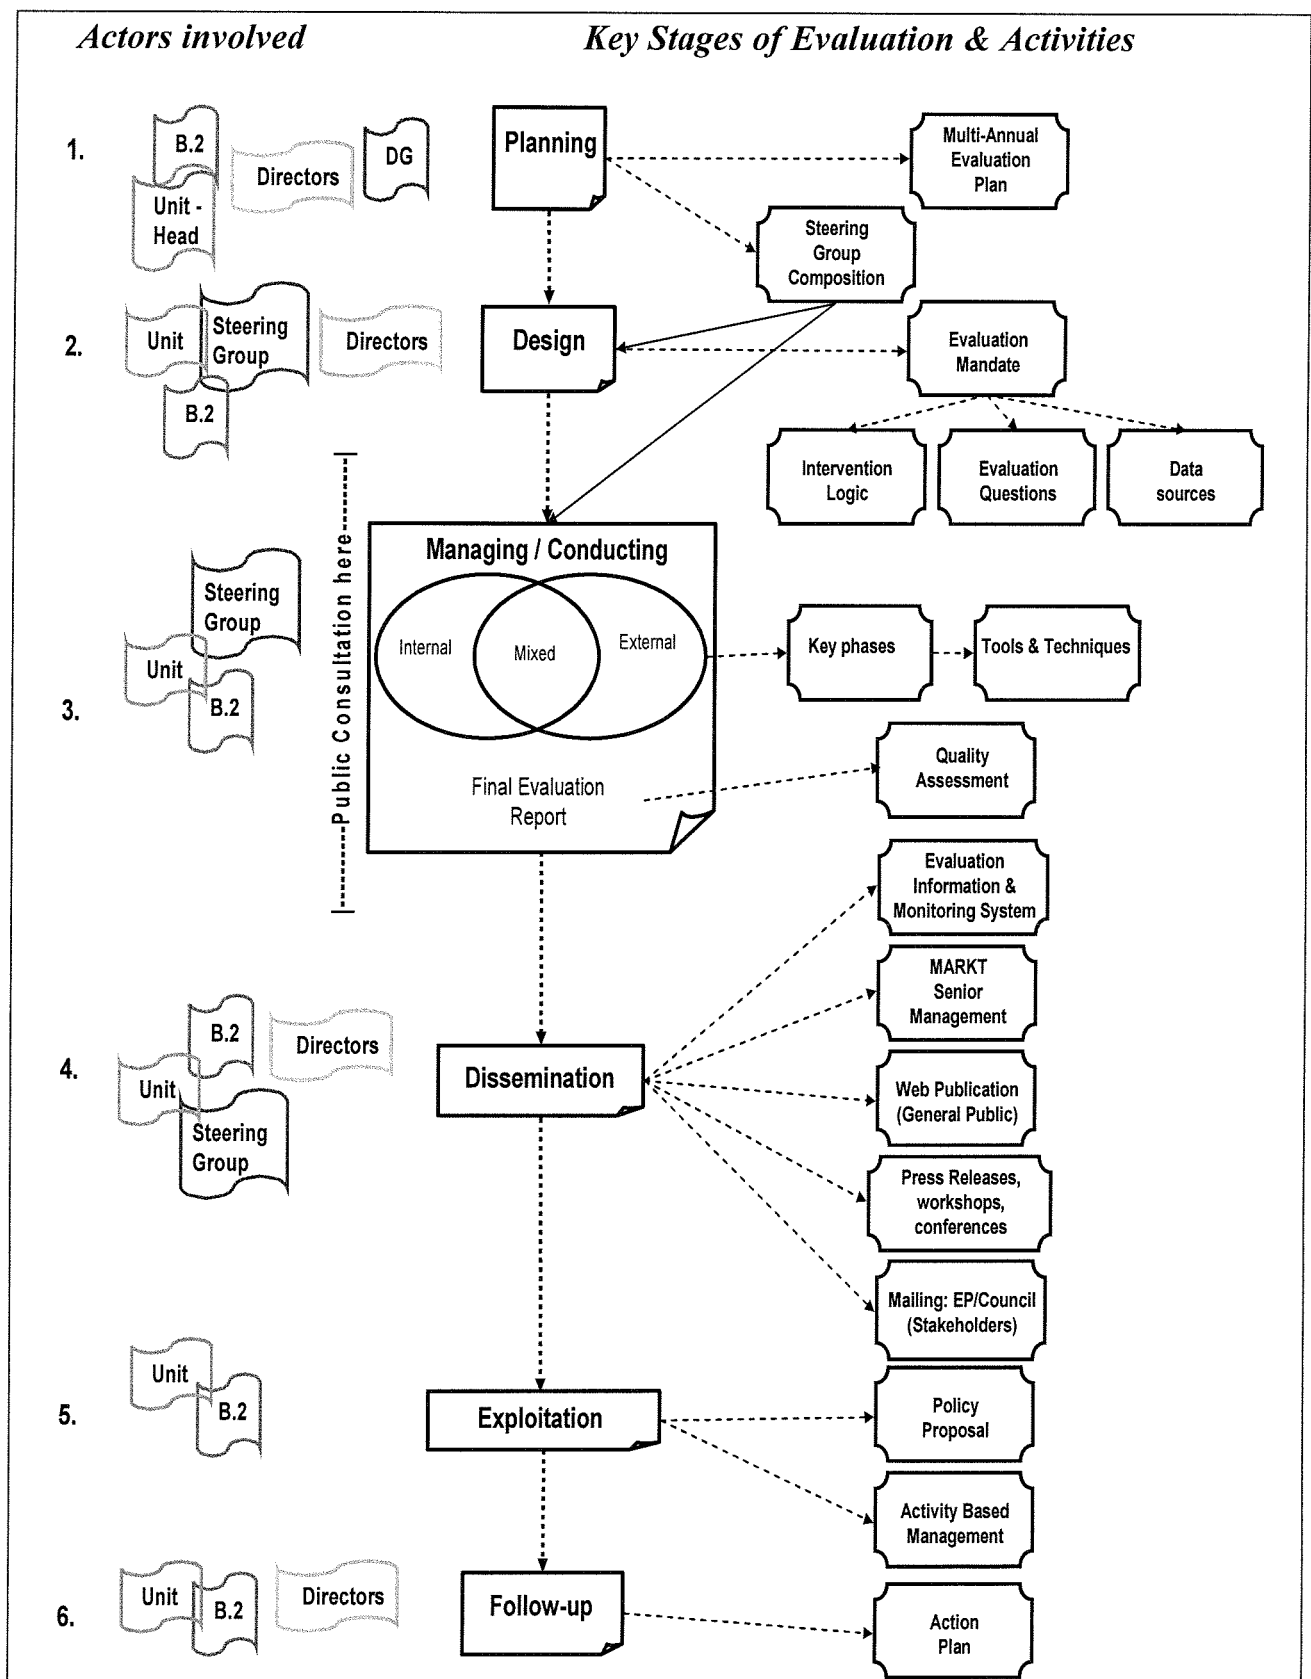 Actors involved
Key Stages of Evaluation & Activities
1.
B.2
Unit -
Head
Directors
DG
Planning
Multi-Annual
Evaluation
Plan
Steering
Group
Composition
2.
Unit
Steering
Group
B.2
Directors
Design
Evaluation
Mandate
Intervention
Logic
Evaluation
Questions
Data
sources
3.
Steering
Group
Unit
B.2
Public Consultation here
Managing / Conducting
Internal
Mixed
External
Final Evaluation
Report
Key phases
Tools & Techniques
Quality
Assessment
4.
B.2
Directors
Unit
Steering
Group
Dissemination
Evaluation
Information &
Monitoring System
MARKT
Senior
Management
Web Publication
(General Public)
Press Releases,
workshops,
conferences
Mailing: EP/Council
(Stakeholders)
5.
Unit
B.2
Exploitation
Policy
Proposal
Activity Based
Management
6.
Unit
B.2
Directors
Follow-up
Action
Plan